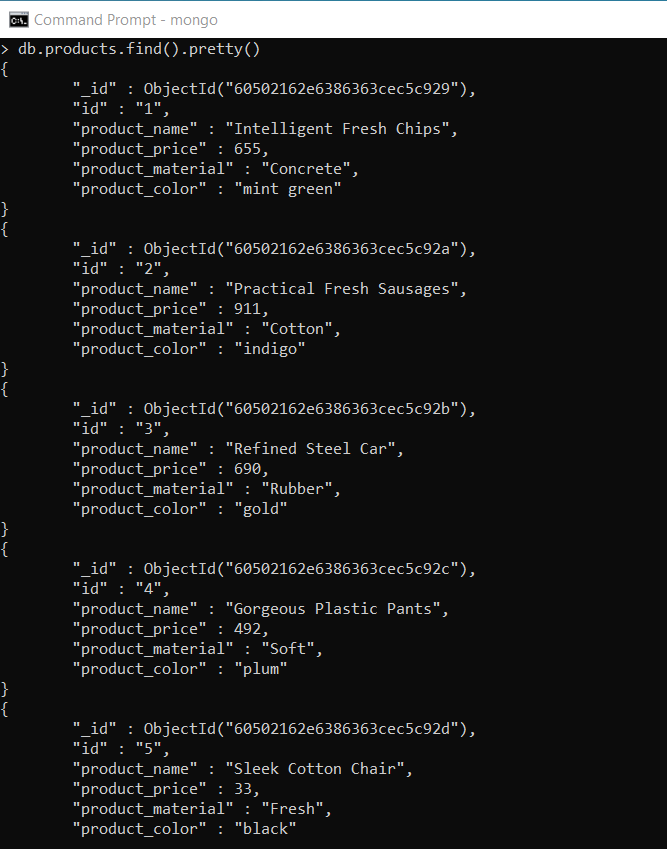 Command Prompt - mongo
> db.products.find().pretty()
{
        "_id" : ObjectId("60502162e6386363cec5c929"),
        "id" : "1",
        "product_name" : "Intelligent Fresh Chips",
        "product_price" : 655,
        "product_material" : "Concrete",
        "product_color" : "mint green"
}
{
        "_id" : ObjectId("60502162e6386363cec5c92a"),
        "id" : "2",
        "product_name" : "Practical Fresh Sausages",
        "product_price" : 911,
        "product_material" : "Cotton",
        "product_color" : "indigo"
}
{
        "_id" : ObjectId("60502162e6386363cec5c92b"),
        "id" : "3",
        "product_name" : "Refined Steel Car",
        "product_price" : 690,
        "product_material" : "Rubber",
        "product_color" : "gold"
}
{
        "_id" : ObjectId("60502162e6386363cec5c92c"),
        "id" : "4",
        "product_name" : "Gorgeous Plastic Pants",
        "product_price" : 492,
        "product_material" : "Soft",
        "product_color" : "plum"
}
{
        "_id" : ObjectId("60502162e6386363cec5c92d"),
        "id" : "5",
        "product_name" : "Sleek Cotton Chair",
        "product_price" : 33,
        "product_material" : "Fresh",
        "product_color" : "black"